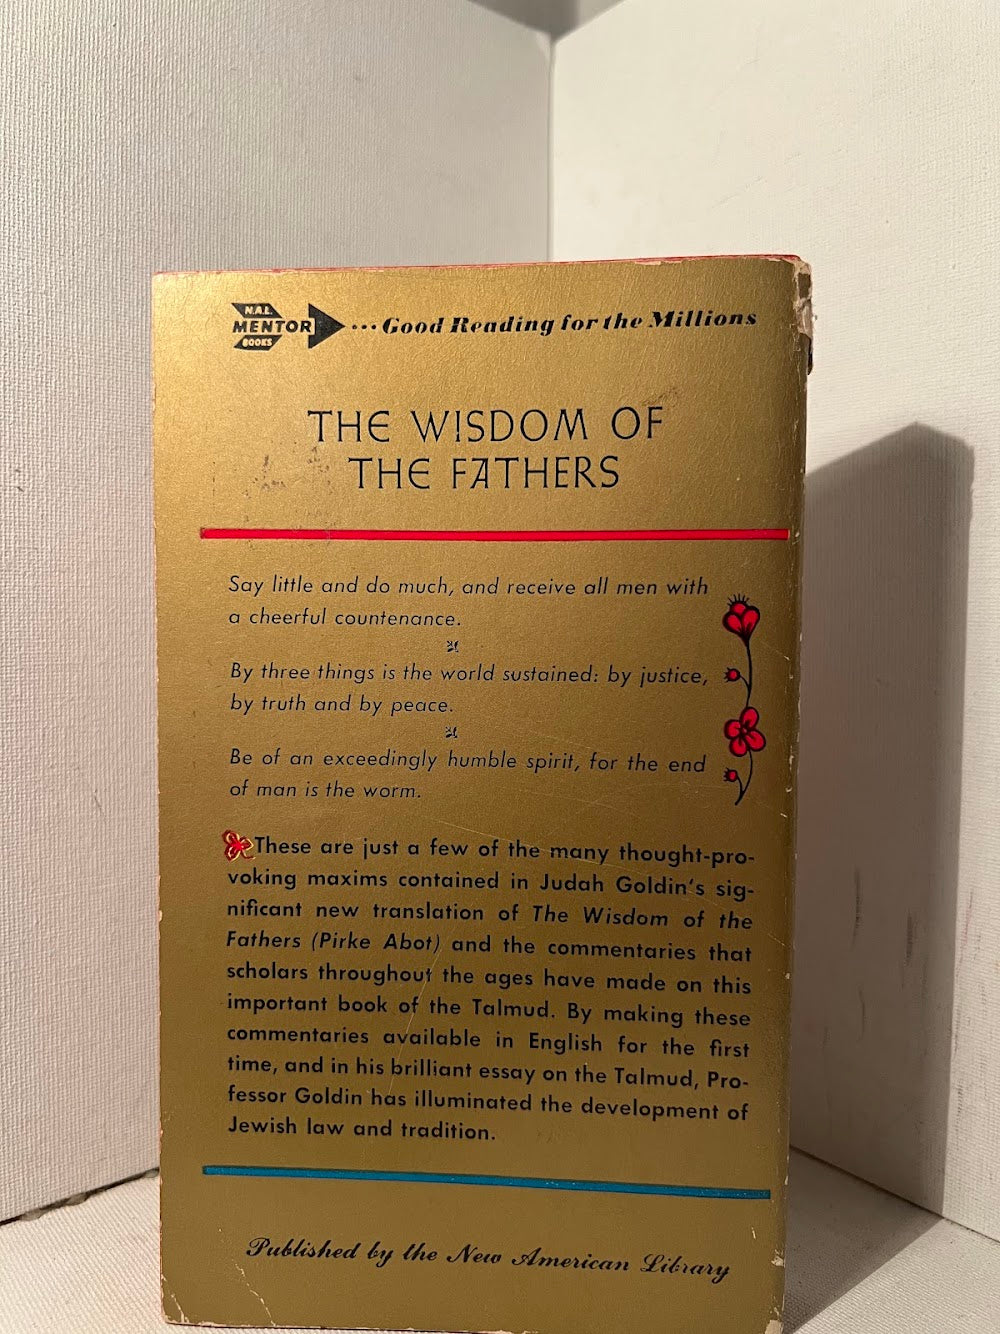 N.A.L.
MENTOR
BOOKS
...Good Reading for the Millions
THE WISDOM OF
THE FATHERS
Say little and do much, and receive all men with
a cheerful countenance.
By three things is the world sustained: by justice,
by truth and by peace.
Be of an exceedingly humble spirit, for the end
of man is the worm.
These are just a few of the many thought-pro-
voking maxims contained in Judah Goldin's sig-
nificant new translation of The Wisdom of the
Fathers (Pirke Abot) and the commentaries that
scholars throughout the ages have made on this
important book of the Talmud. By making these
commentaries available in English for the first
time, and in his brilliant essay on the Talmud, Pro-
fessor Goldin has illuminated the development of
Jewish law and tradition.
Published by the New American Library